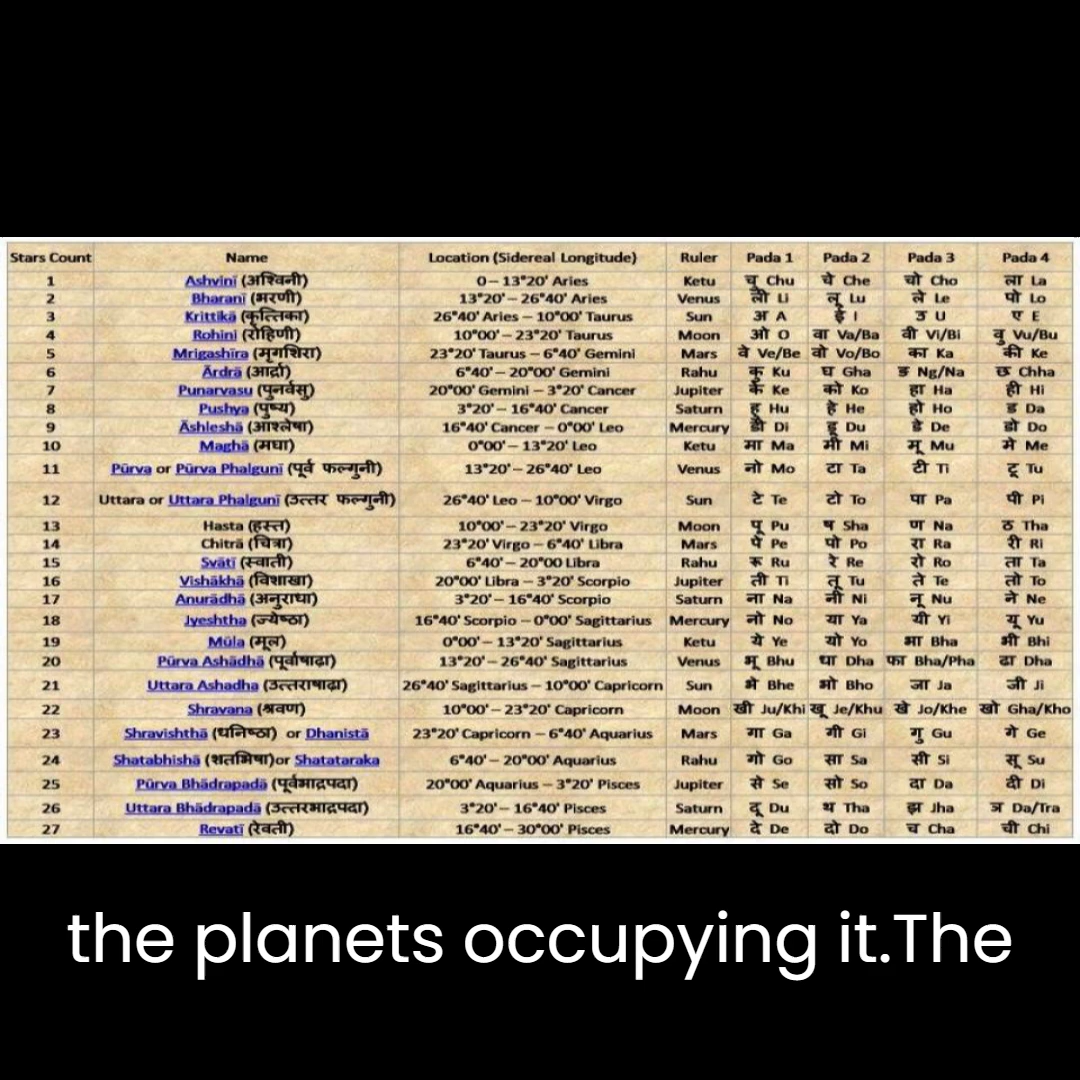 Stars Count Name Location (Sidereal Longitude) Ruler Pada 1 Pada 2 Pada 3 Pada 4
1 Ashvinī (अश्विनी) 0 – 13°20' Aries Ketu चु Chu चे Che चो Cho ला La
2 Bharanī (भरणी) 13°20' – 26°40' Aries Venus ली Li लू Lu ले Le पो Lo
3 Krittikā (कृत्तिका) 26°40' Aries – 10°00' Taurus Sun अ A ई I उ U ए E
4 Rohini (रोहिणी) 10°00' – 23°20' Taurus Moon ओ O वा Va/Ba वी Vi/Bi वु Vu/Bu
5 Mrigashīra (मृगशिरा) 23°20' Taurus – 6°40' Gemini Mars वे Ve/Be वो Vo/Bo का Ka की Ke
6 Ārdrā (आर्द्रा) 6°40' – 20°00' Gemini Rahu कु Ku घ Gha ङ Ng/Na छ Chha
7 Punarvasu (पुनर्वसु) 20°00' Gemini – 3°20' Cancer Jupiter के Ke को Ko हा Ha ही Hi
8 Pushya (पुष्य) 3°20' – 16°40' Cancer Saturn हु Hu हे He हो Ho ड Da
9 Āshleshā (आश्लेषा) 16°40' Cancer – 0°00' Leo Mercury डी Di डू Du डे De डो Do
10 Maghā (मघा) 0°00' – 13°20' Leo Ketu मा Ma मी Mi मू Mu मे Me
11 Pūrva or Pūrva Phalgunī (पूर्व फल्गुनी) 13°20' – 26°40' Leo Venus नो Mo टा Ta टी Ti टू Tu
12 Uttara or Uttara Phalgunī (उत्तर फल्गुनी) 26°40' Leo – 10°00' Virgo Sun टे Te टो To पा Pa पी Pi
13 Hasta (हस्त) 10°00' – 23°20' Virgo Moon पू Pu ष Sha ण Na ठ Tha
14 Chitrā (चित्रा) 23°20' Virgo – 6°40' Libra Mars पे Pe पो Po रा Ra री Ri
15 Svātī (स्वाती) 6°40' – 20°00 Libra Rahu रू Ru रे Re रो Ro ता Ta
16 Vishākhā (विशाखा) 20°00' Libra – 3°20' Scorpio Jupiter ती Ti तू Tu ते Te तो To
17 Anurādhā (अनुराधा) 3°20' – 16°40' Scorpio Saturn ना Na नी Ni नू Nu ने Ne
18 Jyeshtha (ज्येष्ठा) 16°40' Scorpio – 0°00' Sagittarius Mercury नो No या Ya यी Yi यू Yu
19 Mūla (मूल) 0°00' – 13°20' Sagittarius Ketu ये Ye यो Yo भा Bha भी Bhi
20 Pūrva Ashādhā (पूर्वाषाढ़ा) 13°20' – 26°40' Sagittarius Venus भू Bhu धा Dha फा Bha/Pha ढा Dha
21 Uttara Ashadha (उत्तराषाढ़ा) 26°40' Sagittarius – 10°00' Capricorn Sun भे Bhe भो Bho जा Ja जी Ji
22 Shravana (श्रवण) 10°00' – 23°20' Capricorn Moon खी Ju/Khi खू Je/Khu खे Jo/Khe खो Gha/Kho
23 Shravishthā (धनिष्ठा) or Dhanistā 23°20' Capricorn – 6°40' Aquarius Mars गा Ga गी Gi गु Gu गे Ge
24 Shatabhishā (शतभिषा)or Shatataraka 6°40' – 20°00' Aquarius Rahu गो Go सा Sa सी Si सू Su
25 Pūrva Bhādrapadā (पूर्वभाद्रपदा) 20°00' Aquarius – 3°20' Pisces Jupiter से Se सो So दा Da दी Di
26 Uttara Bhādrapadā (उत्तरभाद्रपदा) 3°20' – 16°40' Pisces Saturn दू Du थ Tha झ Jha ञ Da/Tra
27 Revatī (रेवती) 16°40' – 30°00' Pisces Mercury दे De दो Do च Cha ची Chi
the planets occupying it.The